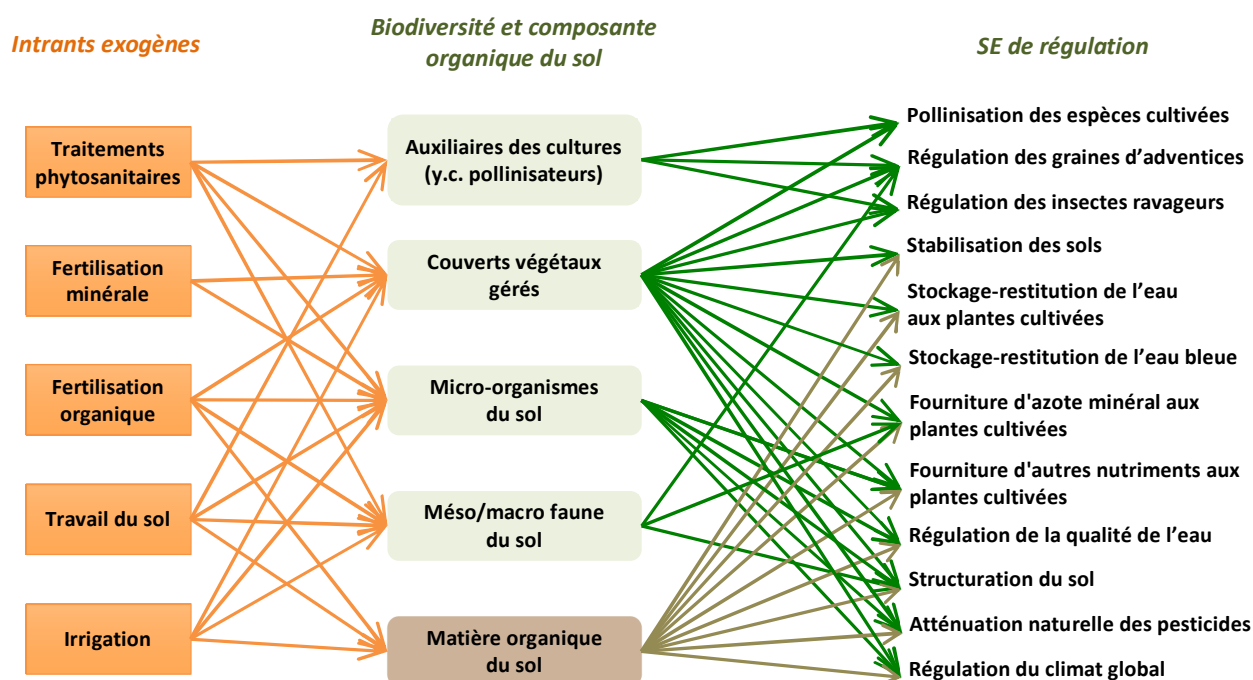 Intrants exogènes
Biodiversité et composante
organique du sol
SE de régulation
Traitements
phytosanitaires
Fertilisation
minérale
Fertilisation
organique
Travail du sol
Irrigation
Auxiliaires des cultures
(y.c. pollinisateurs)
Couverts végétaux
gérés
Micro-organismes
du sol
Méso/macro faune
du sol
Matière organique
du sol
Pollinisation des espèces cultivées
Régulation des graines d’adventices
Régulation des insectes ravageurs
Stabilisation des sols
Stockage-restitution de l’eau
aux plantes cultivées
Stockage-restitution de l’eau bleue
Fourniture d'azote minéral aux
plantes cultivées
Fourniture d'autres nutriments aux
plantes cultivées
Régulation de la qualité de l’eau
Structuration du sol
Atténuation naturelle des pesticides
Régulation du climat global